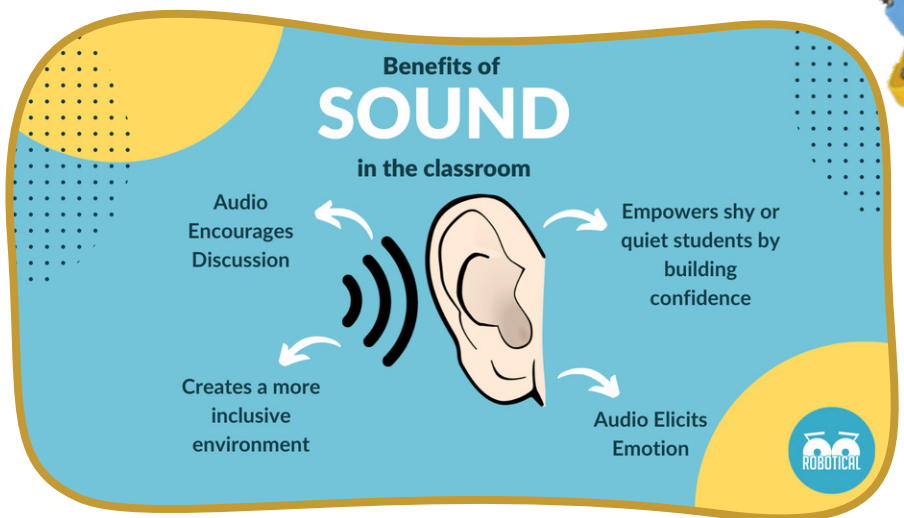 Benefits of
SOUND
in the classroom
Audio
Encourages
Discussion
Empowers shy or
quiet students by
building
confidence
Creates a more
inclusive
environment
Audio Elicits
Emotion
ROBOTICAL